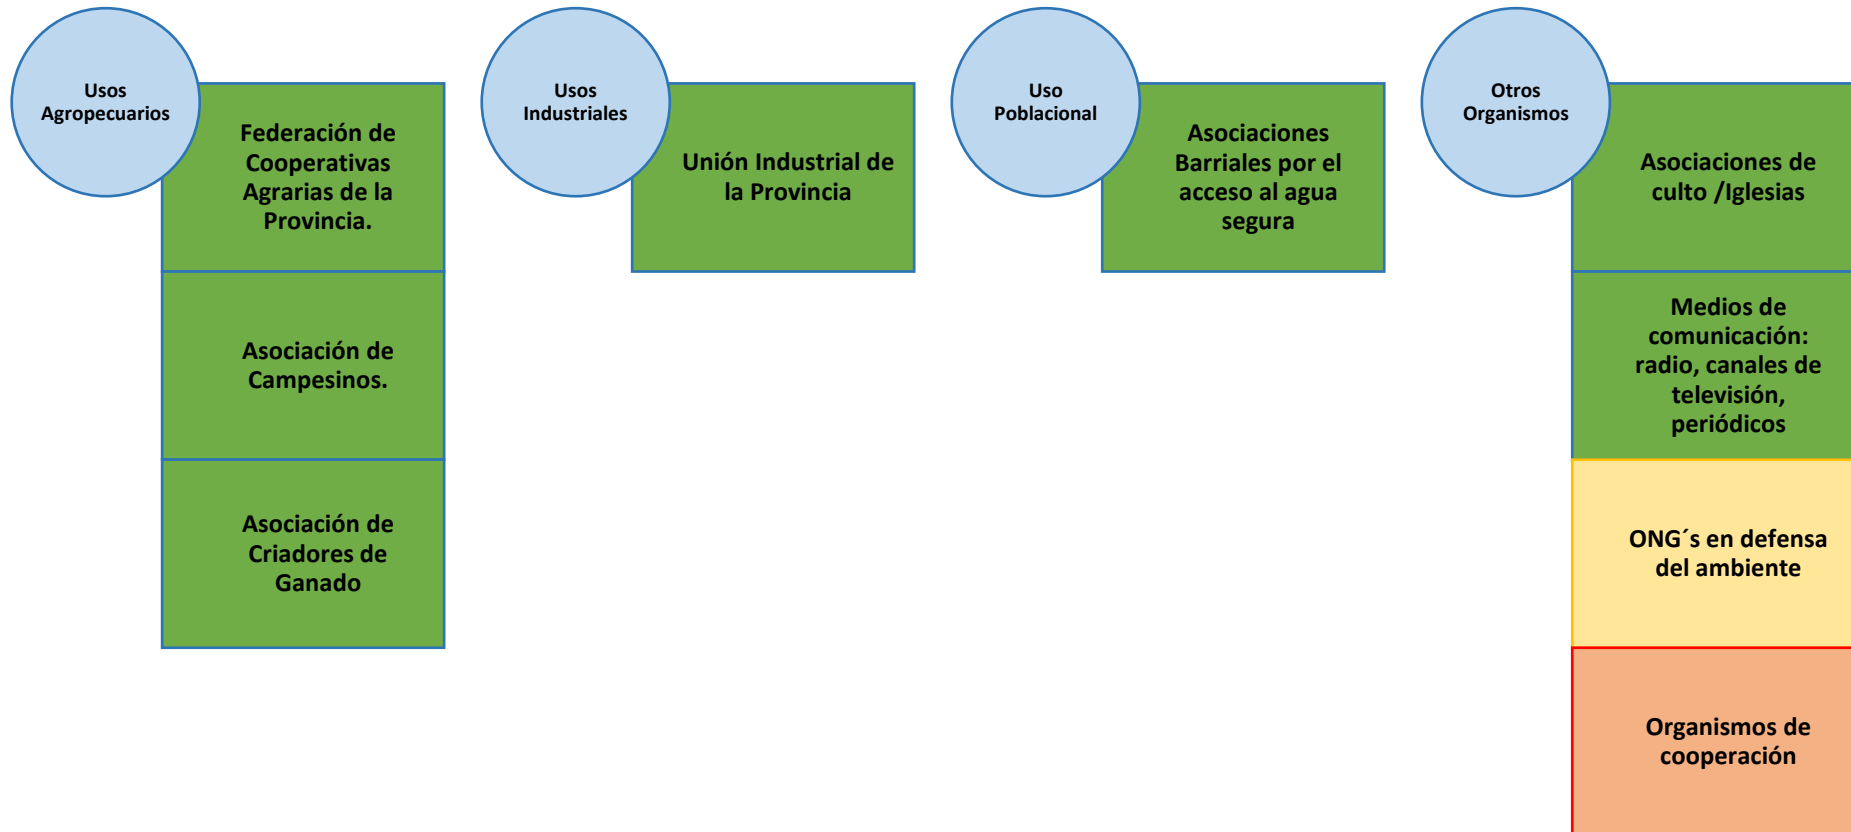 Usos
Agropecuarios
Federación de
Cooperativas
Agrarias de la
Provincia.
Asociación de
Campesinos.
Asociación de
Criadores de
Ganado
Usos
Industriales
Unión Industrial de
la Provincia
Uso
Poblacional
Asociaciones
Barriales por el
acceso al agua
segura
Otros
Organismos
Asociaciones de
culto /Iglesias
Medios de
comunicación:
radio, canales de
televisión,
periódicos
ONG´s en defensa
del ambiente
Organismos de
cooperación